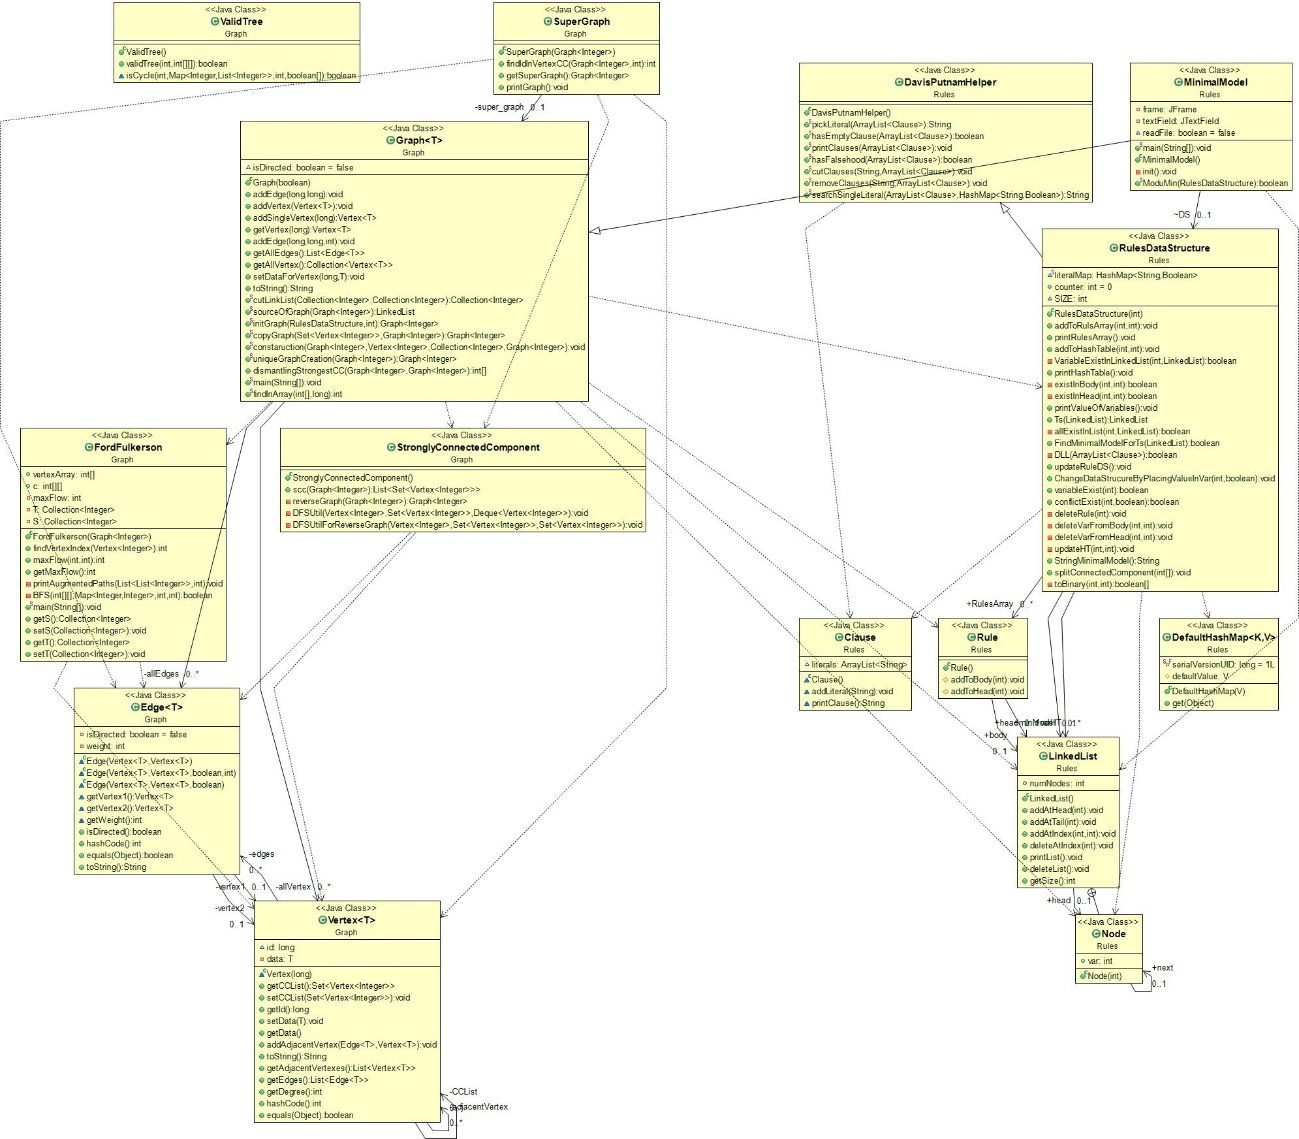 <<Java Class>>
ValidTree
Graph
ValidTree()
validTree(int,int[][]):boolean
isCycle(int,Map<Integer,List<Integer>>,int,boolean[]):boolean
<<Java Class>>
SuperGraph
Graph
SuperGraph(Graph<Integer>)
findIdInVertexCC(Graph<Integer>,int):int
getSuperGraph():Graph<Integer>
printGraph():void
-super_graph 0..1
<<Java Class>>
DavisPutnamHelper
Rules
DavisPutnamHelper()
pickLiteral(ArrayList<Clause>):String
hasEmptyClause(ArrayList<Clause>):boolean
printClauses(ArrayList<Clause>):void
hasFalsehood(ArrayList<Clause>):boolean
cutClauses(String,ArrayList<Clause>):void
removeClauses(String,ArrayList<Clause>):void
searchSingleLiteral(ArrayList<Clause>,HashMap<String,Boolean>):String
<<Java Class>>
MinimalModel
Rules
frame: JFrame
textField: JTextField
readFile: boolean = false
main(String[]):void
MinimalModel()
init():void
ModuMin(RulesDataStructure):boolean
~DS 0..1
<<Java Class>>
Graph<T>
Graph
isDirected: boolean = false
Graph(boolean)
addEdge(long,long):void
addVertex(Vertex<T>):void
addSingleVertex(long):Vertex<T>
getVertex(long):Vertex<T>
addEdge(long,long,int):void
getAllEdges():List<Edge<T>>
getAllVertex():Collection<Vertex<T>>
setDataForVertex(long,T):void
toString():String
cutLinkList(Collection<Integer>,Collection<Integer>):Collection<Integer>
sourceOfGraph(Graph<Integer>):LinkedList
initGraph(RulesDataStructure,int):Graph<Integer>
copyGraph(Set<Vertex<Integer>>,Graph<Integer>):Graph<Integer>
constaruction(Graph<Integer>,Vertex<Integer>,Collection<Integer>,Graph<Integer>):void
uniqueGraphCreation(Graph<Integer>):Graph<Integer>
dismantlingStrongestCC(Graph<Integer>,Graph<Integer>):int[]
main(String[]):void
findInArray(int[],long):int
<<Java Class>>
RulesDataStructure
Rules
literalMap: HashMap<String,Boolean>
counter: int = 0
SIZE: int
RulesDataStructure(int)
addToRulsArray(int,int):void
printRulesArray():void
addToHashTable(int,int):void
VariableExistInLinkedList(int,LinkedList):boolean
printHashTable():void
existInBody(int,int):boolean
existInHead(int,int):boolean
printValueOfVariables():void
Ts(LinkedList):LinkedList
allExistInList(int,LinkedList):boolean
FindMinimalModelForTs(LinkedList):boolean
DLL(ArrayList<Clause>):boolean
updateRuleDS():void
ChangeDataStrucureByPlacingValueInVar(int,boolean):void
variableExist(int):boolean
conflictExist(int,boolean):boolean
deleteRule(int):void
deleteVarFromBody(int,int):void
deleteVarFromHead(int,int):void
updateHT(int,int):void
StringMinimalModel():String
splitConnectedComponent(int[]):void
toBinary(int,int):boolean[]
<<Java Class>>
FordFulkerson
Graph
vertexArray: int[]
c: int[][]
maxFlow: int
T: Collection<Integer>
S: Collection<Integer>
FordFulkerson(Graph<Integer>)
findVertexIndex(Vertex<Integer>):int
maxFlow(int,int):int
getMaxFlow():int
printAugmentedPaths(List<List<Integer>>,int):void
BFS(int[][],Map<Integer,Integer>,int,int):boolean
main(String[]):void
getS():Collection<Integer>
setS(Collection<Integer>):void
getT():Collection<Integer>
setT(Collection<Integer>):void
<<Java Class>>
StronglyConnectedComponent
Graph
StronglyConnectedComponent()
scc(Graph<Integer>):List<Set<Vertex<Integer>>>
reverseGraph(Graph<Integer>):Graph<Integer>
DFSUtil(Vertex<Integer>,Set<Vertex<Integer>>,Deque<Vertex<Integer>>):void
DFSUtilForReverseGraph(Vertex<Integer>,Set<Vertex<Integer>>,Set<Vertex<Integer>>):void
+RulesArray 0..*
<<Java Class>>
Clause
Rules
literals: ArrayList<String>
Clause()
addLiteral(String):void
printClause():String
<<Java Class>>
Rule
Rules
Rule()
addToBody(int):void
addToHead(int):void
<<Java Class>>
DefaultHashMap<K,V>
Rules
serialVersionUID: long = 1L
defaultValue: V
DefaultHashMap(V)
get(Object)
-allEdges 0..*
<<Java Class>>
Edge<T>
Graph
isDirected: boolean = false
weight: int
Edge(Vertex<T>,Vertex<T>)
Edge(Vertex<T>,Vertex<T>,boolean,int)
Edge(Vertex<T>,Vertex<T>,boolean)
getVertex1():Vertex<T>
getVertex2():Vertex<T>
getWeight():int
isDirected():boolean
hashCode():int
equals(Object):boolean
toString():String
+body
0..1
<<Java Class>>
LinkedList
Rules
numNodes: int
LinkedList()
addAtHead(int):void
addAtTail(int):void
addAtIndex(int,int):void
deleteAtIndex(int):void
printList():void
deleteList():void
getSize():int
-edges
0..*
-vertex1 0..1 -allVertex 0..*
-vertex2
0..1
+head 0..1
<<Java Class>>
Vertex<T>
Graph
id: long
data: T
Vertex(long)
getCCList():Set<Vertex<Integer>>
setCCList(Set<Vertex<Integer>>):void
getId():long
setData(T):void
getData()
addAdjacentVertex(Edge<T>,Vertex<T>):void
toString():String
getAdjacentVertexes():List<Vertex<T>>
getEdges():List<Edge<T>>
getDegree():int
hashCode():int
equals(Object):boolean
<<Java Class>>
Node
Rules
var: int
Node(int)
+next
0..1
-CCList
0..*